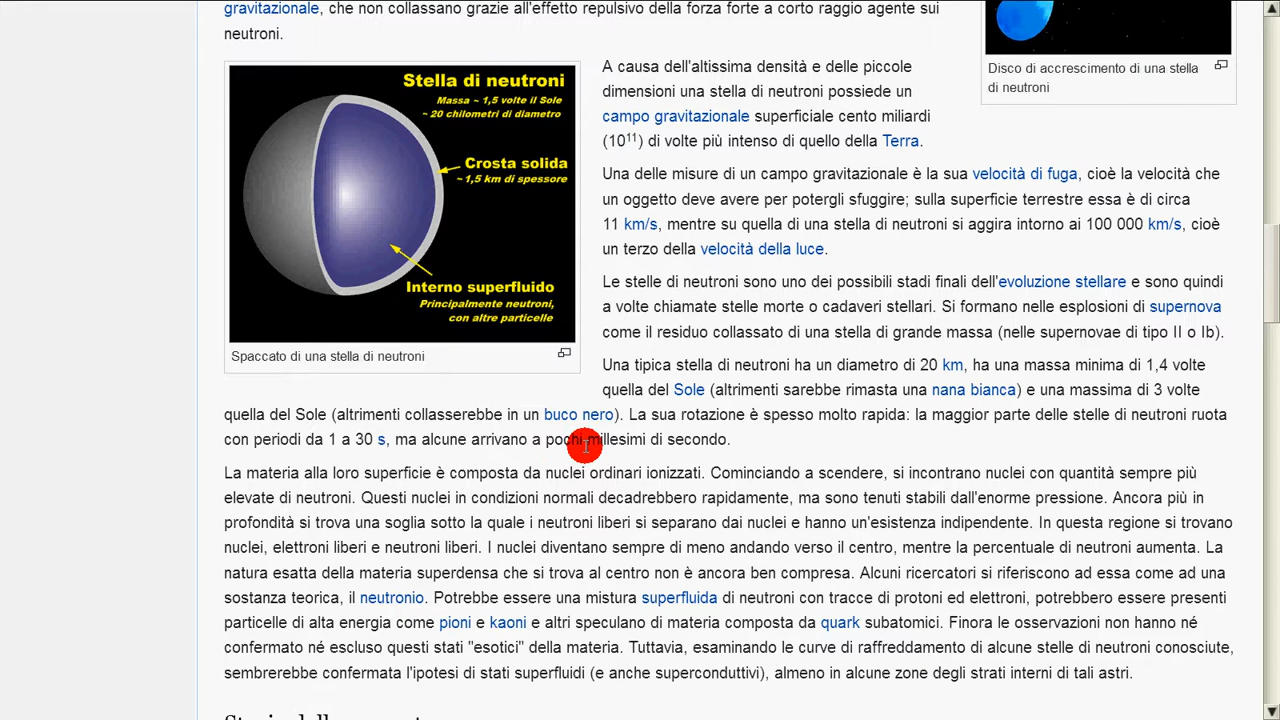 gravitazionale, che non collassano grazie all'effetto repulsivo della forza forte a corto raggio agente sui
neutroni.
Stella di neutroni
Massa ~ 1,5 volte il Sole
~ 20 chilometri di diametro
Crosta solida
~1,5 km di spessore
Interno superfluido
Principalmente neutroni,
con altre particelle
Spaccato di una stella di neutroni
Disco di accrescimento di una stella
di neutroni
A causa dell'altissima densità e delle piccole
dimensioni una stella di neutroni possiede un
campo gravitazionale superficiale cento miliardi
(10¹¹) di volte più intenso di quello della Terra.
Una delle misure di un campo gravitazionale è la sua velocità di fuga, cioè la velocità che
un oggetto deve avere per potergli sfuggire; sulla superficie terrestre essa è di circa
11 km/s, mentre su quella di una stella di neutroni si aggira intorno ai 100 000 km/s, cioè
un terzo della velocità della luce.
Le stelle di neutroni sono uno dei possibili stadi finali dell'evoluzione stellare e sono quindi
a volte chiamate stelle morte o cadaveri stellari. Si formano nelle esplosioni di supernova
come il residuo collassato di una stella di grande massa (nelle supernovae di tipo II o Ib).
Una tipica stella di neutroni ha un diametro di 20 km, ha una massa minima di 1,4 volte
quella del Sole (altrimenti sarebbe rimasta una nana bianca) e una massima di 3 volte
quella del Sole (altrimenti collasserebbe in un buco nero). La sua rotazione è spesso molto rapida: la maggior parte delle stelle di neutroni ruota
con periodi da 1 a 30 s, ma alcune arrivano a pochi millesimi di secondo.
La materia alla loro superficie è composta da nuclei ordinari ionizzati. Cominciando a scendere, si incontrano nuclei con quantità sempre più
elevate di neutroni. Questi nuclei in condizioni normali decadrebbero rapidamente, ma sono tenuti stabili dall'enorme pressione. Ancora più in
profondità si trova una soglia sotto la quale i neutroni liberi si separano dai nuclei e hanno un'esistenza indipendente. In questa regione si trovano
nuclei, elettroni liberi e neutroni liberi. I nuclei diventano sempre di meno andando verso il centro, mentre la percentuale di neutroni aumenta. La
natura esatta della materia superdensa che si trova al centro non è ancora ben compresa. Alcuni ricercatori si riferiscono ad essa come ad una
sostanza teorica, il neutronio. Potrebbe essere una mistura superfluida di neutroni con tracce di protoni ed elettroni, potrebbero essere presenti
particelle di alta energia come pioni e kaoni e altri speculano di materia composta da quark subatomici. Finora le osservazioni non hanno né
confermato né escluso questi stati "esotici" della materia. Tuttavia, esaminando le curve di raffreddamento di alcune stelle di neutroni conosciute,
sembrerebbe confermata l'ipotesi di stati superfluidi (e anche superconduttivi), almeno in alcune zone degli strati interni di tali astri.